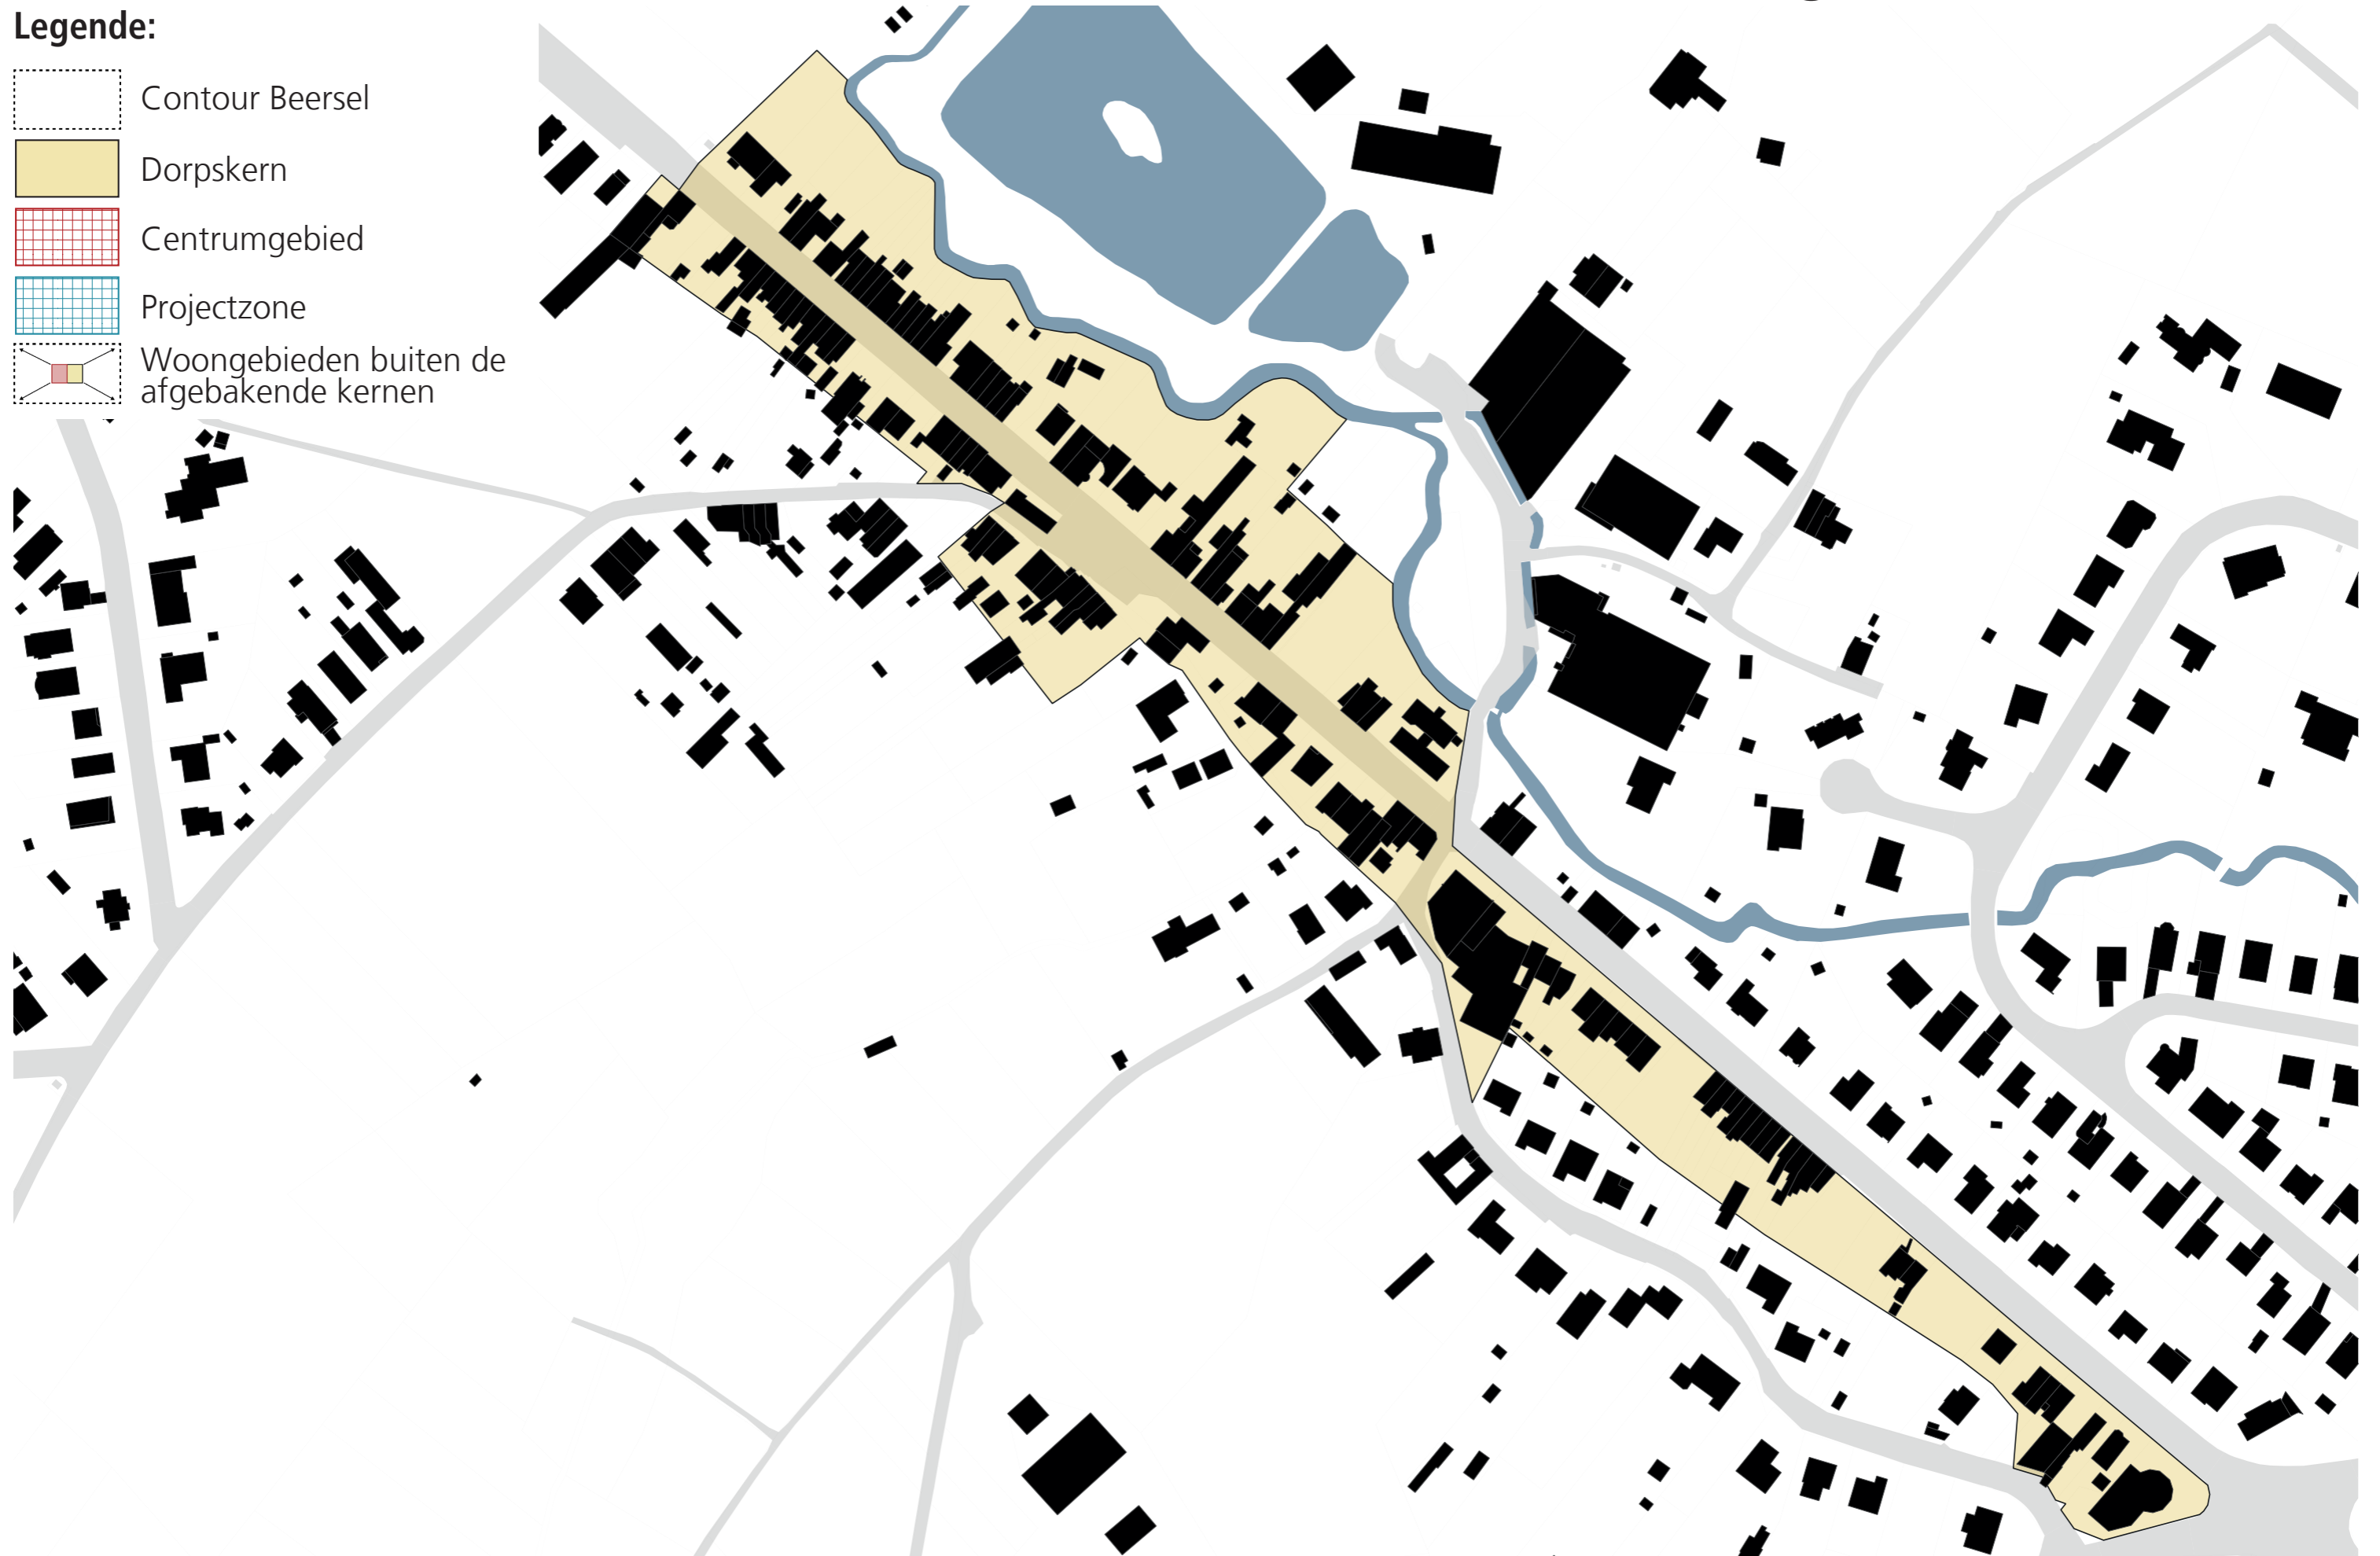 Legende:
Contour Beersel
Dorpskern
Centrumgebied
Projectzone
Woongebieden buiten de
afgebakende kernen